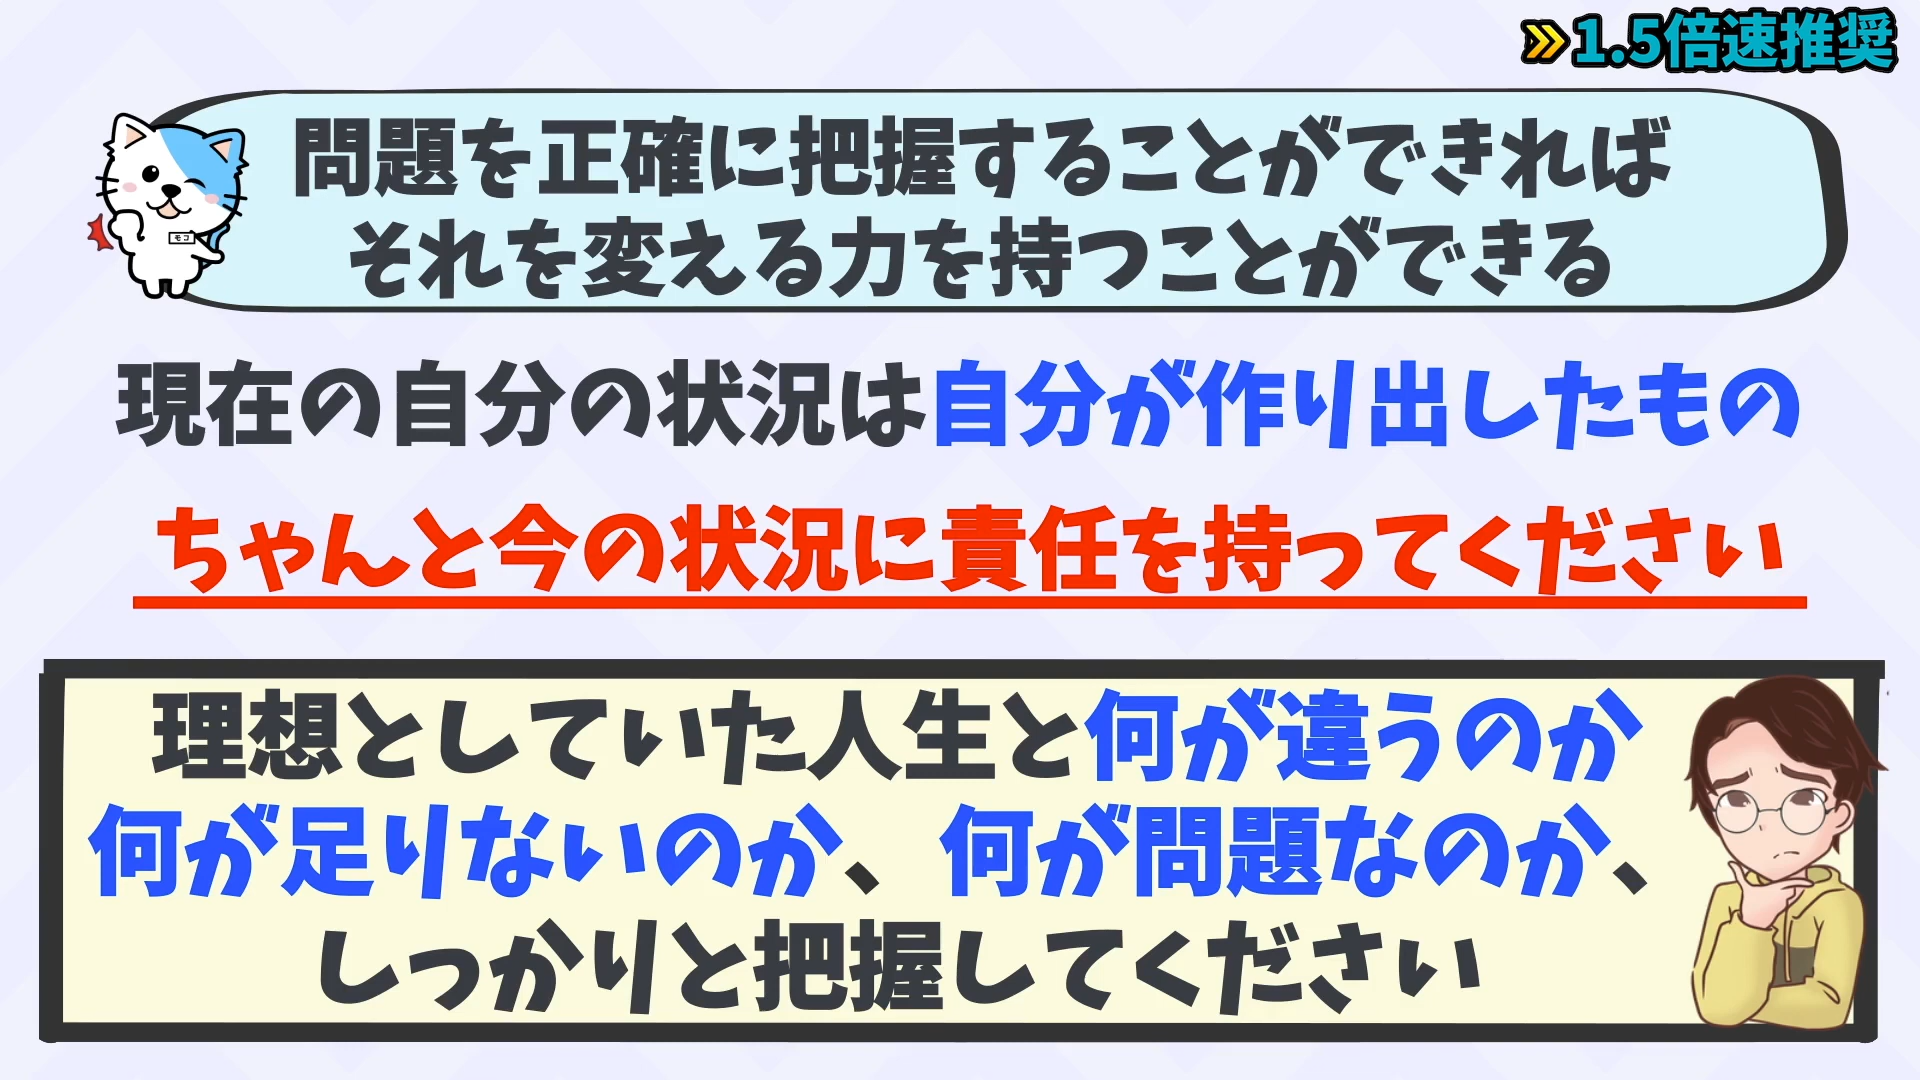 1.5倍速推奨
問題を正確に把握することができれば
それを変える力を持つことができる
モコ
現在の自分の状況は自分が作り出したもの
ちゃんと今の状況に責任を持ってください
理想としていた人生と何が違うのか
何が足りないのか、何が問題なのか、
しっかりと把握してください